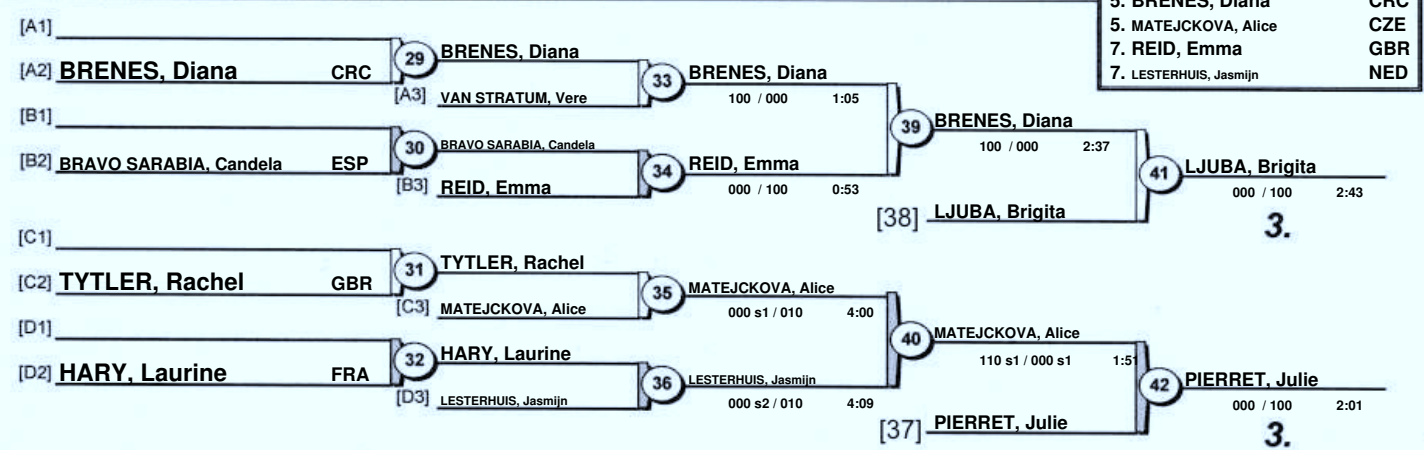 5. BRENES, Diana CRC
5. MATEJCKOVA, Alice CZE
7. REID, Emma GBR
7. LESTERHUIS, Jasmijn NED
[A1]
[A2] BRENES, Diana CRC
29 BRENES, Diana
[A3] VAN STRATUM, Vere
33 BRENES, Diana
100 / 000 1:05
[B1]
[B2] BRAVO SARABIA, Candela ESP
30 BRAVO SARABIA, Candela
[B3] REID, Emma
34 REID, Emma
000 / 100 0:53
39 BRENES, Diana
100 / 000 2:37
[38] LJUBA, Brigita
41 LJUBA, Brigita
000 / 100 2:43
3.
[C1]
[C2] TYTLER, Rachel GBR
31 TYTLER, Rachel
[C3] MATEJCKOVA, Alice
35 MATEJCKOVA, Alice
000 s1 / 010 4:00
[D1]
[D2] HARY, Laurine FRA
32 HARY, Laurine
[D3] LESTERHUIS, Jasmijn
36 LESTERHUIS, Jasmijn
000 s2 / 010 4:09
40 MATEJCKOVA, Alice
110 s1 / 000 s1 1:51
[37] PIERRET, Julie
42 PIERRET, Julie
000 / 100 2:01
3.